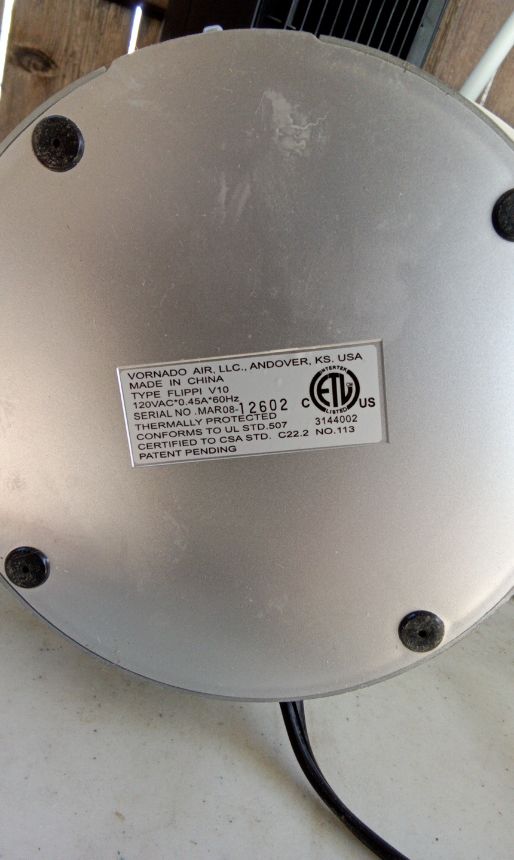 VORNADO AIR, LLC., ANDOVER, KS. USA
MADE IN CHINA
TYPE FLIPPI V10
120VAC*0.45A*60Hz
SERIAL NO.MAR08-12602
THERMALLY PROTECTED
CONFORMS TO UL STD.507
CERTIFIED TO CSA STD. C22.2 NO.113
PATENT PENDING
INTERTEK
C ETL US
LISTED
3144002